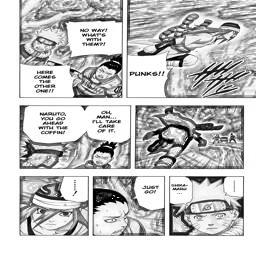 PUNKS!!
NO WAY!
WHAT'S
WITH
THEM?!
HERE
COMES
THE
OTHER
ONE!!
OH,
MAN...
I'LL TAKE
CARE
OF IT.
NARUTO,
YOU GO
AHEAD
WITH THE
COFFIN!
SHIKA-
MARU...
JUST
GO!